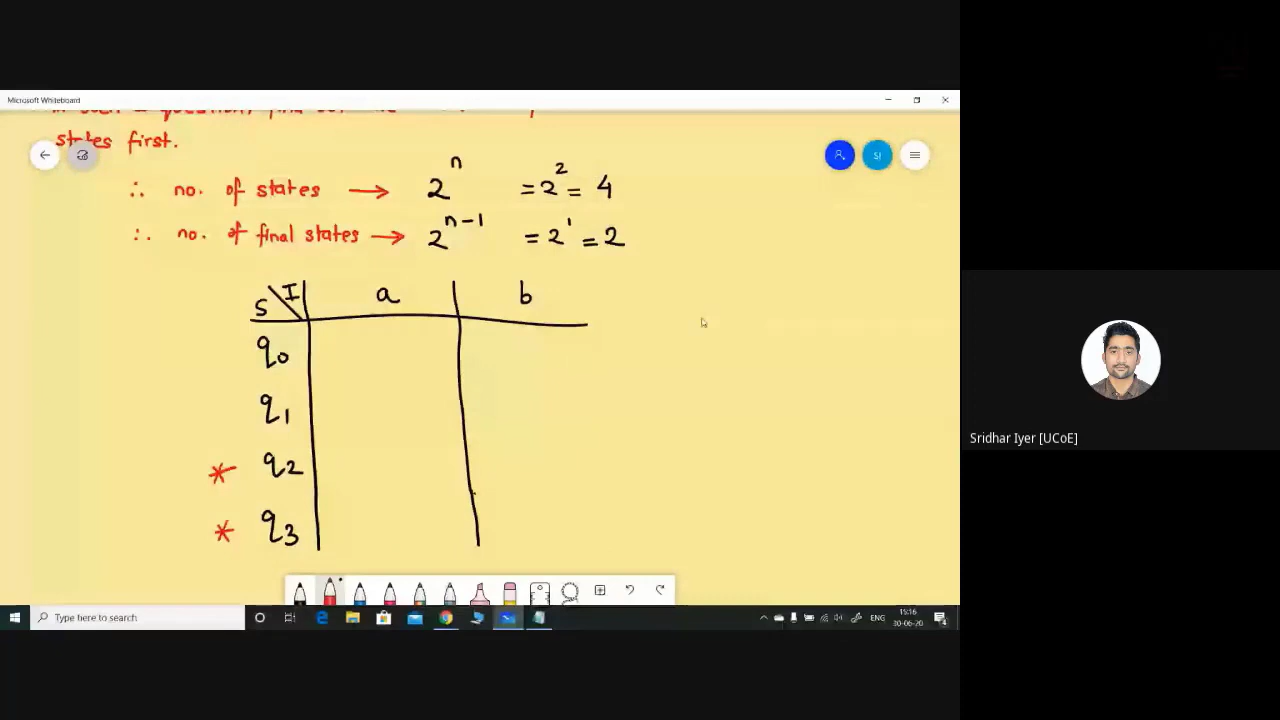 Microsoft Whiteboard
states first.
SI
∴ no. of states → 2^n = 2^2 = 4
∴ no. of final states → 2^{n-1} = 2^1 = 2
S \ I a b
q0
q1
* q2
* q3
Sridhar Iyer [UCoE]
Type here to search
ENG
15:16
30-06-20